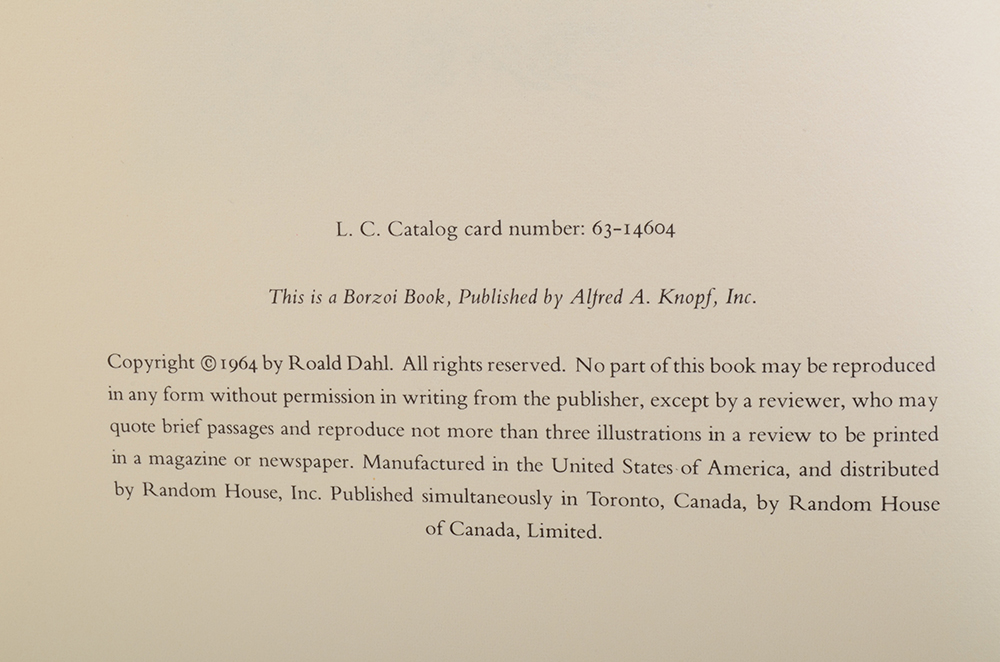 L. C. Catalog card number: 63-14604
This is a Borzoi Book, Published by Alfred A. Knopf, Inc.
Copyright © 1964 by Roald Dahl. All rights reserved. No part of this book may be reproduced
in any form without permission in writing from the publisher, except by a reviewer, who may
quote brief passages and reproduce not more than three illustrations in a review to be printed
in a magazine or newspaper. Manufactured in the United States of America, and distributed
by Random House, Inc. Published simultaneously in Toronto, Canada, by Random House
of Canada, Limited.